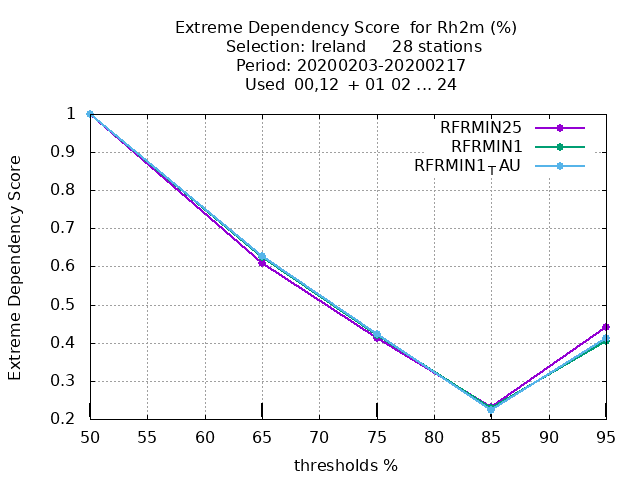 Extreme Dependency Score  for Rh2m (%)
Selection: Ireland     28 stations
Period: 20200203-20200217
Used  00,12  + 01 02 ... 24
Extreme Dependency Score
1
0.9
0.8
0.7
0.6
0.5
0.4
0.3
0.2
RFRMIN25
RFRMIN1
RFRMIN1TAU
50 55 60 65 70 75 80 85 90 95
thresholds %